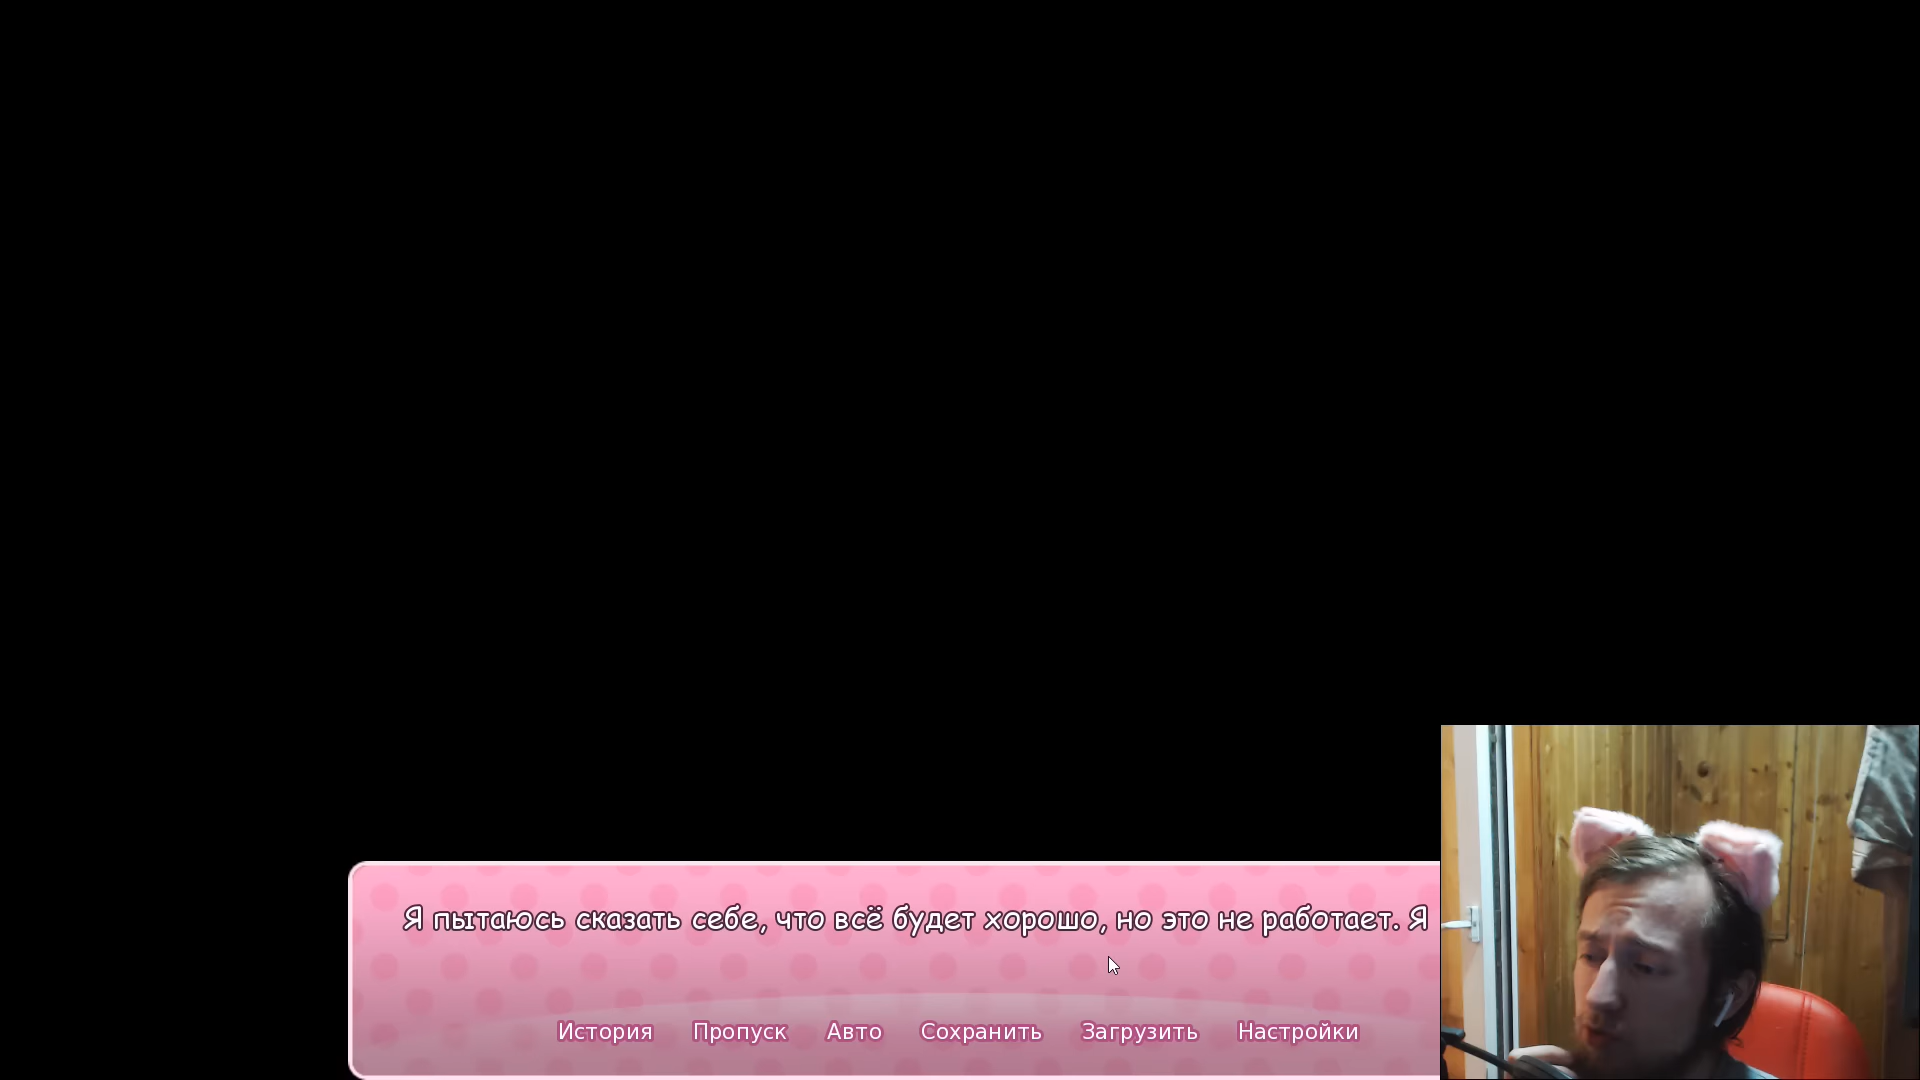 Я пытаюсь сказать себе, что всё будет хорошо, но это не работает. Я
История Пропуск Авто Сохранить Загрузить Настройки